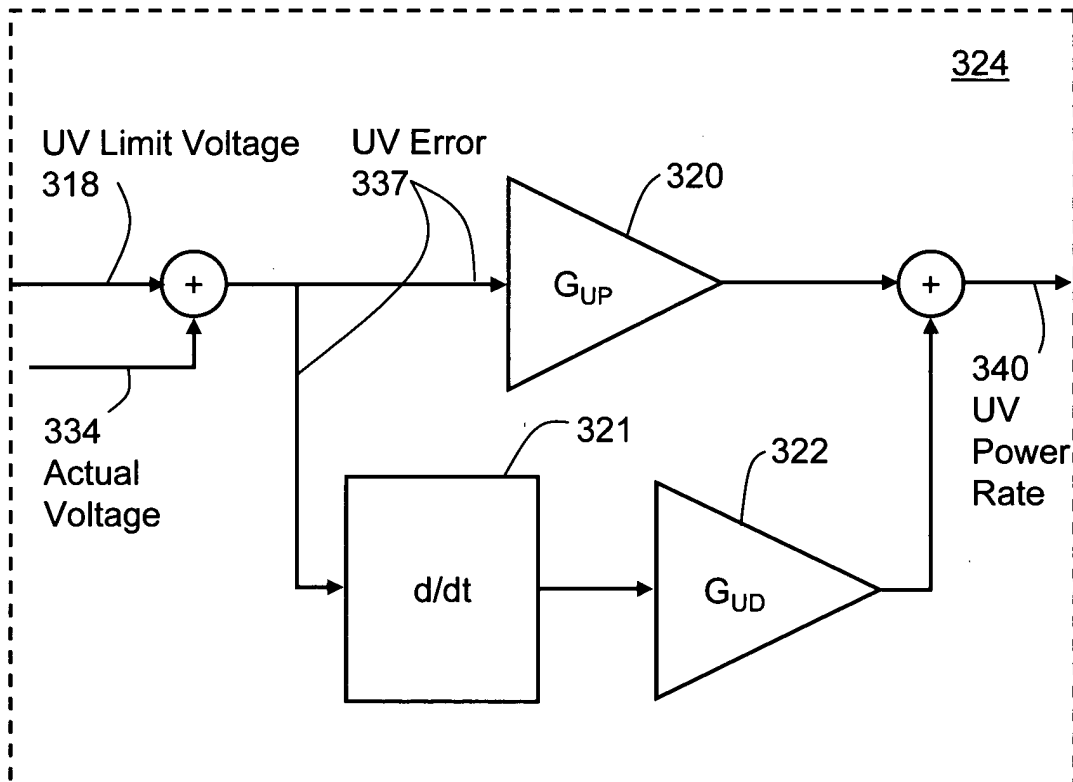 324
UV Limit Voltage
318
UV Error
337
320
+
G_UP
+
334
Actual
Voltage
340
UV
Power
Rate
321
322
d/dt
G_UD